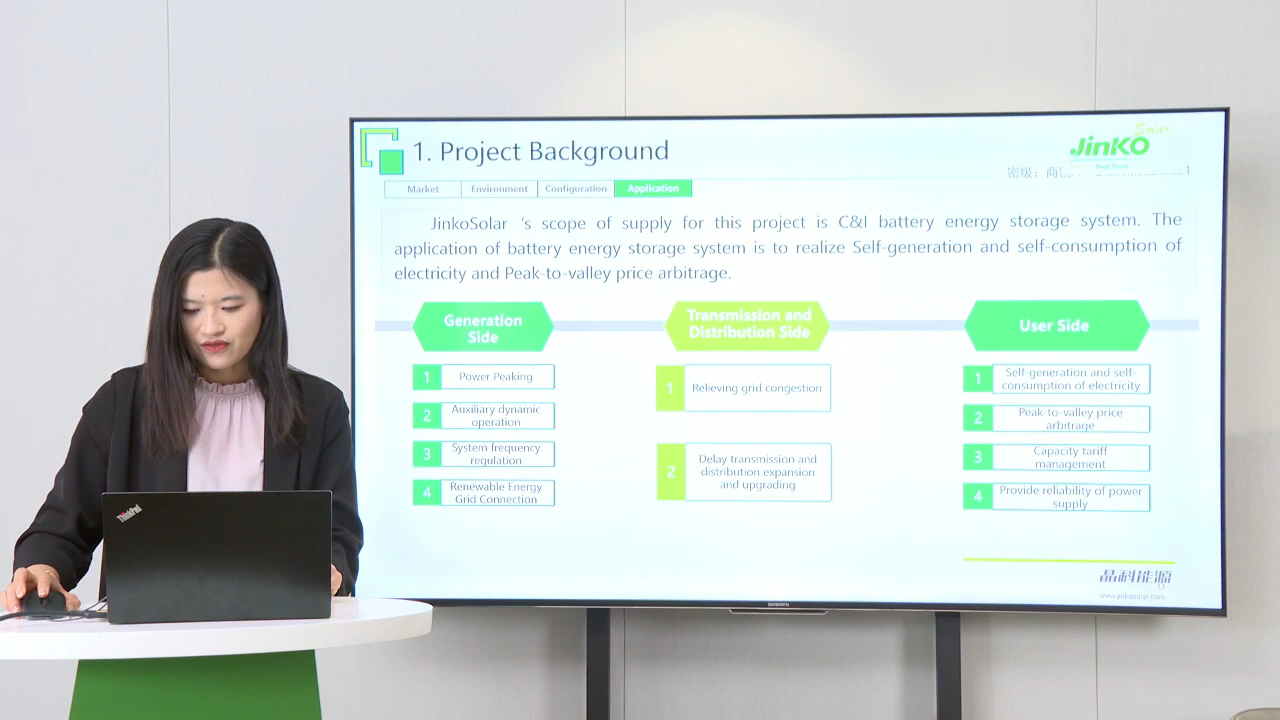 1. Project Background
Solar
JinKO
密级：商
1
Market
Environment
Configuration
Application
JinkoSolar ‘s scope of supply for this project is C&I battery energy storage system. The
application of battery energy storage system is to realize Self-generation and self-consumption of
electricity and Peak-to-valley price arbitrage.
Generation
Side
1
Power Peaking
2
Auxiliary dynamic
operation
3
System frequency
regulation
4
Renewable Energy
Grid Connection
Transmission and
Distribution Side
1
Relieving grid congestion
2
Delay transmission and
distribution expansion
and upgrading
User Side
1
Self-generation and self-
consumption of electricity
2
Peak-to-valley price
arbitrage
3
Capacity tariff
management
4
Provide reliability of power
supply
晶科能源
www.jinkosolar.com
SKYWORTH
ThinkPad